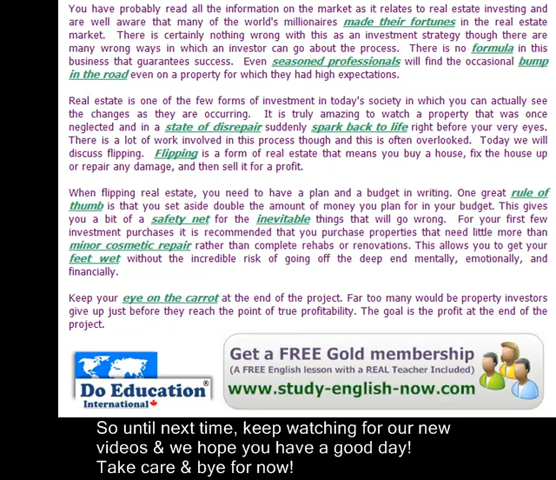 You have probably read all the information on the market as it relates to real estate investing and
are well aware that many of the world's millionaires made their fortunes in the real estate
market. There is certainly nothing wrong with this as an investment strategy though there are
many wrong ways in which an investor can go about the process. There is no formula in this
business that guarantees success. Even seasoned professionals will find the occasional bump
in the road even on a property for which they had high expectations.
Real estate is one of the few forms of investment in today's society in which you can actually see
the changes as they are occurring. It is truly amazing to watch a property that was once
neglected and in a state of disrepair suddenly spark back to life right before your very eyes.
There is a lot of work involved in this process though and this is often overlooked. Today we will
discuss flipping. Flipping is a form of real estate that means you buy a house, fix the house up
or repair any damage, and then sell it for a profit.
When flipping real estate, you need to have a plan and a budget in writing. One great rule of
thumb is that you set aside double the amount of money you plan for in your budget. This gives
you a bit of a safety net for the inevitable things that will go wrong. For your first few
investment purchases it is recommended that you purchase properties that need little more than
minor cosmetic repair rather than complete rehabs or renovations. This allows you to get your
feet wet without the incredible risk of going off the deep end mentally, emotionally, and
financially.
Keep your eye on the carrot at the end of the project. Far too many would be property investors
give up just before they reach the point of true profitability. The goal is the profit at the end of the
project.
Do Education®
International
Get a FREE Gold membership
(A FREE English lesson with a REAL Teacher Included)
www.study-english-now.com
So until next time, keep watching for our new
videos & we hope you have a good day!
Take care & bye for now!